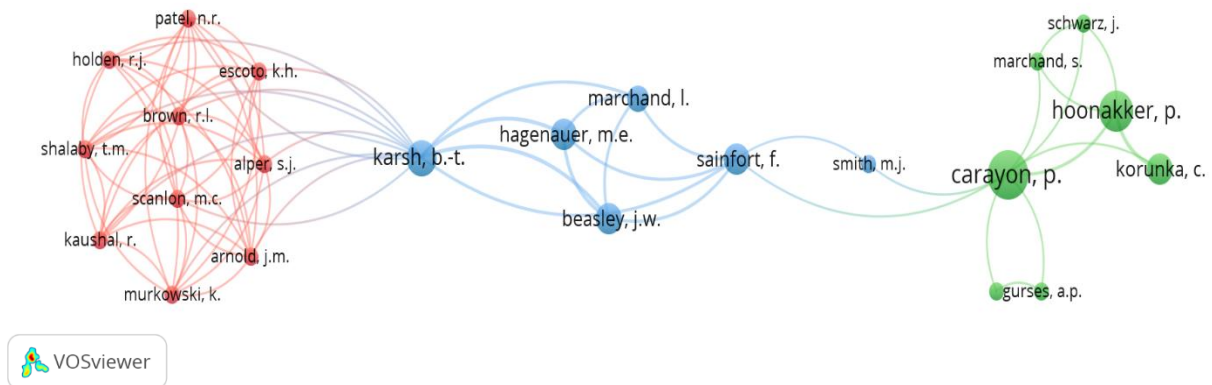 patel, n.r.
holden, r.j.
escoto, k.h.
brown, r.l.
shalaby, t.m.
alper, s.j.
scanlon, m.c.
kaushal, r.
arnold, j.m.
murkowski, k.
karsh, b.-t.
marchand, l.
hagenauer, m.e.
sainfort, f.
beasley, j.w.
smith, m.j.
schwarz, j.
marchand, s.
hoonakker, p.
carayon, p.
korunka, c.
gurses, a.p.
VOSviewer